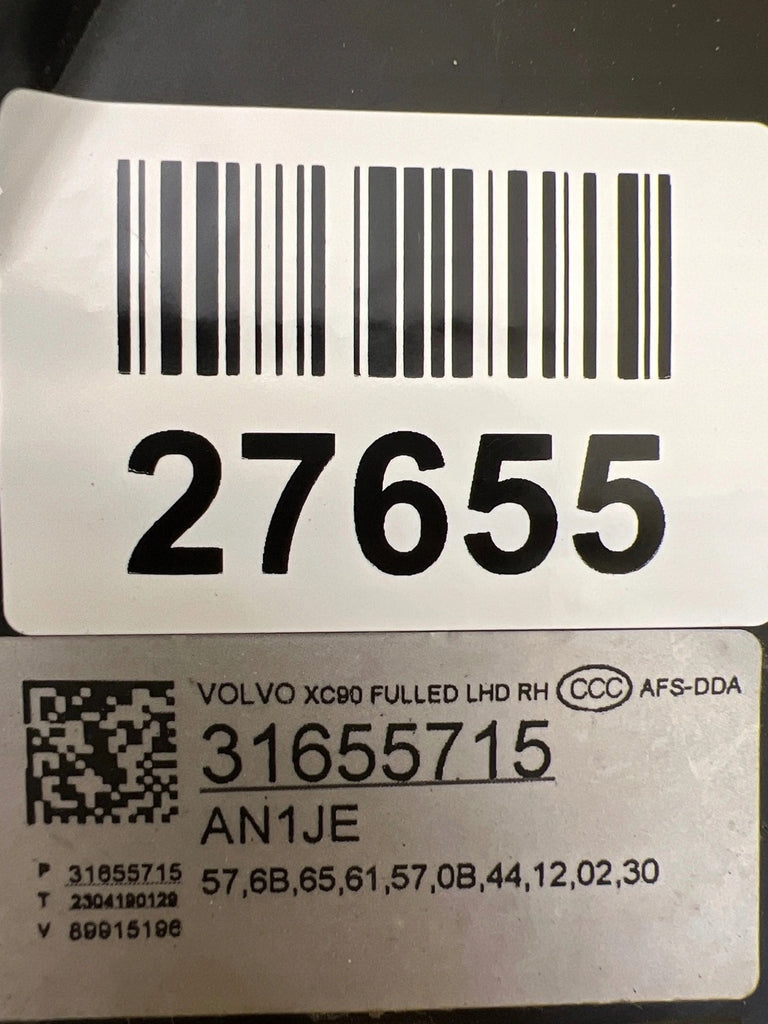 27655
VOLVO XC90 FULLED LHD RH CCC AFS-DDA
31655715
AN1JE
57,6B,65,61,57,0B,44,12,02,30
P 31655715
T 2304190129
V 89915196